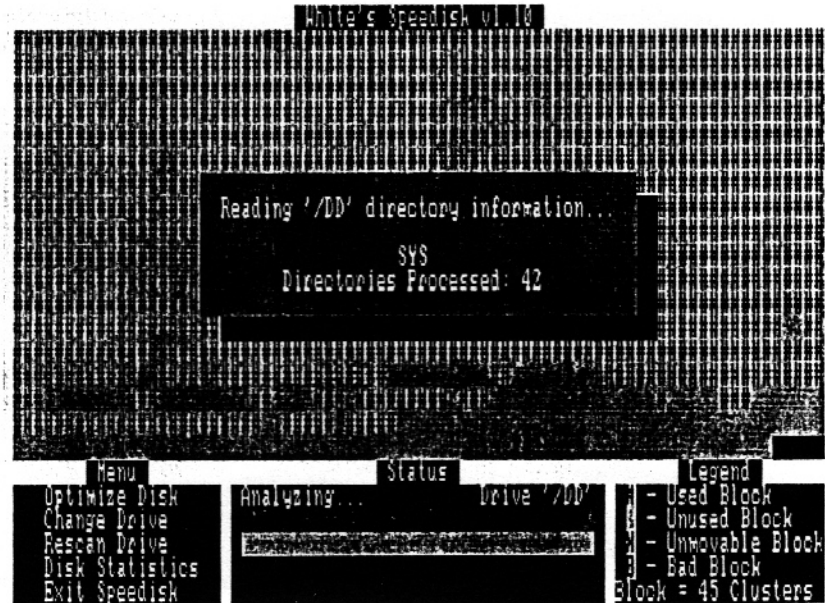 White's Speedisk v1.10
Reading '/DD' directory information...
SYS
Directories Processed: 42
Menu
Optimize Disk
Change Drive
Rescan Drive
Disk Statistics
Exit Speedisk
Status
Analyzing... Drive '/DD'
Legend
- Used Block
- Unused Block
- Unmovable Block
B - Bad Block
Block = 45 Clusters